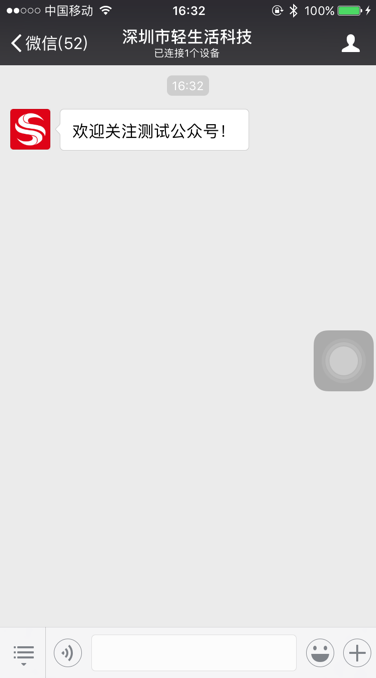 中国移动 16:32 100%
微信(52) 深圳市轻生活科技
已连接1个设备
16:32
欢迎关注测试公众号！